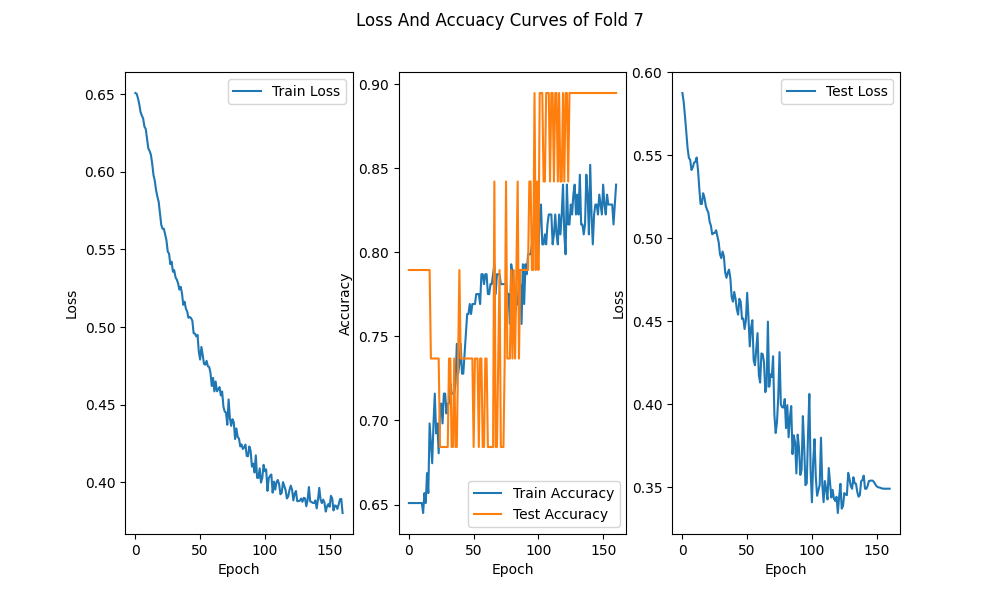 Loss And Accuacy Curves of Fold 7
Train Loss
0.65
0.60
0.55
0.50
0.45
0.40
Loss
0
50
100
150
Epoch
0.90
0.85
0.80
0.75
0.70
0.65
Accuracy
Train Accuracy
Test Accuracy
0
50
100
150
Epoch
Test Loss
0.60
0.55
0.50
0.45
0.40
0.35
Loss
0
50
100
150
Epoch